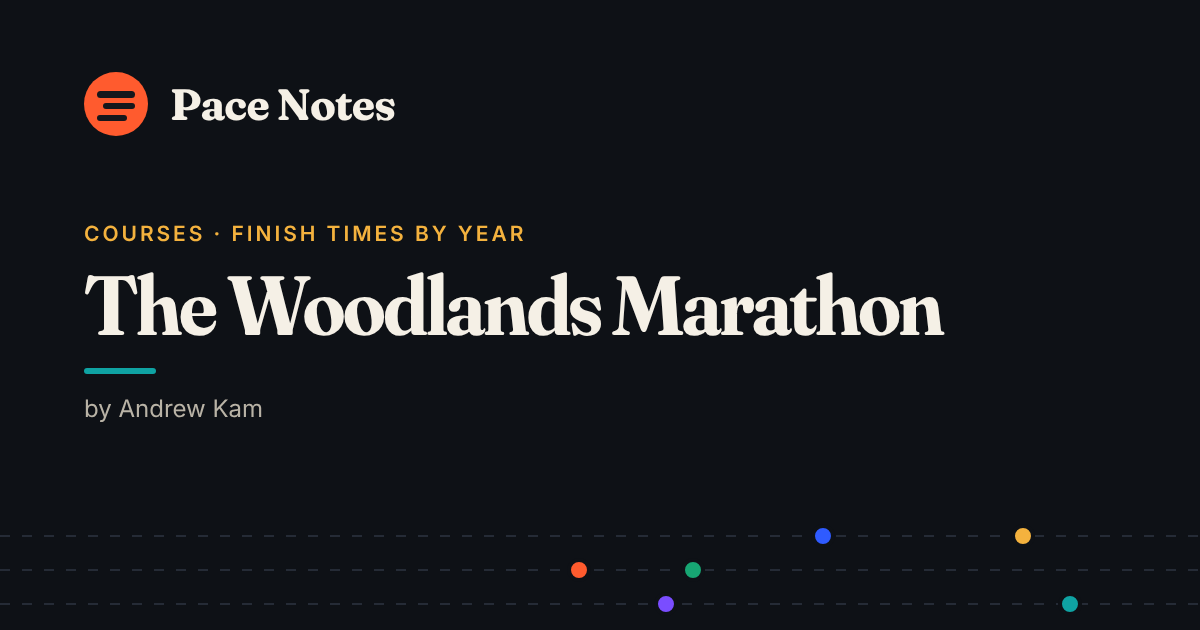 Pace Notes
COURSES · FINISH TIMES BY YEAR
The Woodlands Marathon
by Andrew Kam